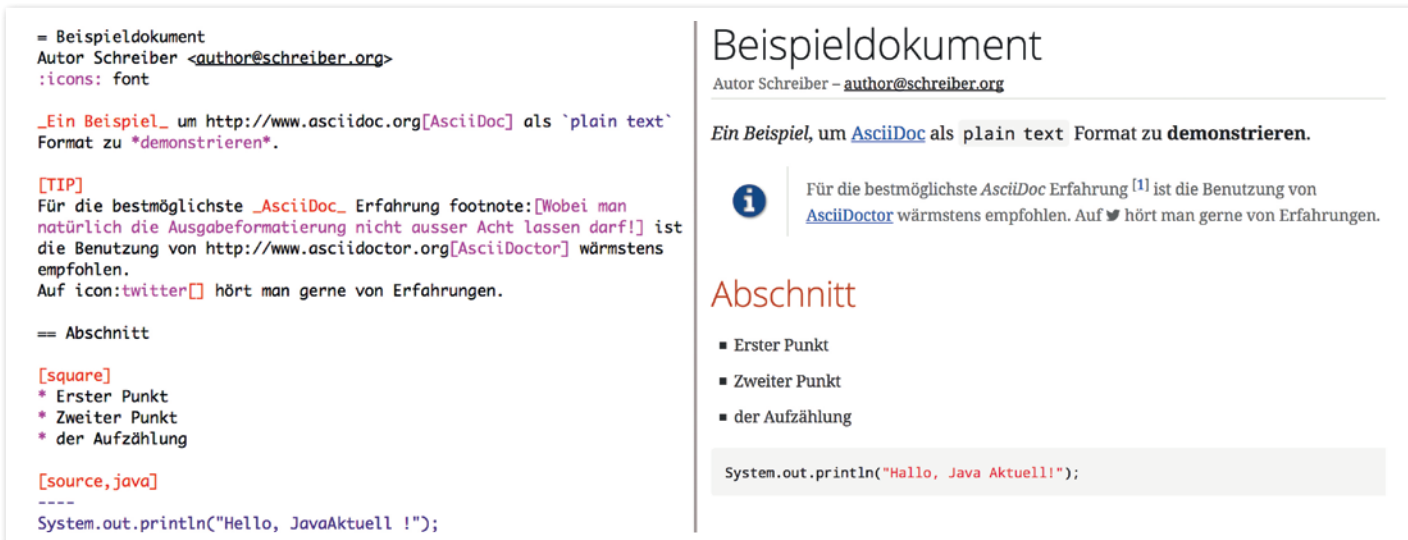 = Beispieldokument
Autor Schreiber <author@schreiber.org>
:icons: font
_Ein Beispiel_ um http://www.asciidoc.org[AsciiDoc] als `plain text`
Format zu *demonstrieren*.
[TIP]
Für die bestmöglichste _AsciiDoc_ Erfahrung footnote:[Wobei man
natürlich die Ausgabeformatierung nicht ausser Acht lassen darf!] ist
die Benutzung von http://www.asciidoctor.org[AsciiDoctor] wärmstens
empfohlen.
Auf icon:twitter[] hört man gerne von Erfahrungen.
== Abschnitt
[square]
* Erster Punkt
* Zweiter Punkt
* der Aufzählung
[source,java]
----
System.out.println("Hello, JavaAktuell !");
Beispieldokument
Autor Schreiber – author@schreiber.org
Ein Beispiel, um AsciiDoc als plain text Format zu demonstrieren.
Für die bestmöglichste AsciiDoc Erfahrung [1] ist die Benutzung von
AsciiDoctor wärmstens empfohlen. Auf hört man gerne von Erfahrungen.
Abschnitt
▪ Erster Punkt
▪ Zweiter Punkt
▪ der Aufzählung
System.out.println("Hallo, Java Aktuell!");